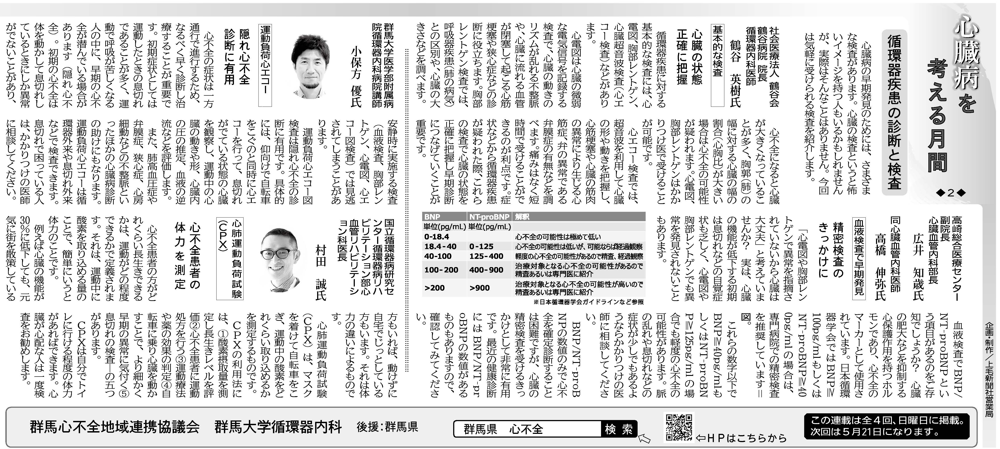 心臓病を
考える月間
◆2◆
循環器疾患の診断と検査
心臓病の早期発見のためには、さまざま
な検査があります。心臓の検査というと怖
いイメージを持つ人もいるかもしれません
が、実際はそんなことはありません。今回
は気軽に受けられる検査を紹介します。
社会医療法人 鶴谷会
鶴谷病院 院長
循環器内科医師
鶴谷 英樹氏
基本的な検査
心臓の状態
正確に把握
循環器疾患に対する
基本的な検査には、心
電図、胸部レントゲン、
心臓超音波検査(心エ
コー検査)などがあり
ます。
心電図は心臓の微弱
な電気信号を記録する
検査で、心臓の動きの
リズムが乱れる不整脈
や、心臓に流れる血管
が閉塞して起こる心筋
梗塞や狭心症などの診
断に役立ちます。胸部
レントゲン検査では、
呼吸器疾患(肺の病気)
との区別や、心臓の大
きさなどを調べます。
心不全になると心臓
が大きくなっているこ
とが多く、胸郭(肺)の
幅に対する心臓の幅の
割合(心胸比)が大きい
場合は心不全の可能性
が疑われます。心電図、
胸部レントゲンはかか
りつけ医で受けること
が可能です。
心エコー検査では、
超音波を利用して心臓
の形や動きを把握し、
心筋梗塞や心臓の筋肉
の異常により生じる心
筋症、弁の異常である
弁膜症の有無などを調
べます。痛みはなく短
時間で受けることがで
きるのが利点です。症
状などから循環器疾患
が疑われた際、これら
の検査で心臓の状態を
正確に把握し早期診断
につなげていくことが
重要です。
高崎総合医療センター
副院長
心臓血管内科部長
広井 知歳氏
同心臓血管内科医師
高橋 伸弥氏
血液検査で早期発見
精密検査の
きっかけに
「心電図や胸部レン
トゲンで異常を指摘さ
れていないから心臓は
大丈夫」と考えていま
せんか? 実は、心臓
の機能が低下する初期
は息切れなどの自覚症
状も乏しく、心電図や
胸部レントゲンでも異
常を発見されないこと
もあります。
血液検査でBNP/
NT-proBNPとい
う項目があるのをご存
知でしょうか? 心臓
の肥大などを抑制する
心保護作用を持つホル
モンであり、心不全の
マーカーとして使用さ
れています。日本循環
器学会ではBNP≧
100pg/mlもしくは
NT-proBNP≧40
0pg/mlの場合は、
専門病院での精密検査
を推奨しています=
図。
これらの数字以下で
BNP≧40pg/mlも
しくはNT-proBN
P≧125pg/mlの場
合でも軽度の心不全の
可能性があります。脈
の乱れや息切れなどの
症状が少しでもあるよ
うならかかりつけの医
師に相談してくださ
い。
BNP/NT-proB
NPの数値のみで心不
全を確定診断すること
は困難ですが、心臓の
精密検査を受けるきっ
かけとして非常に有用
です。最近の健康診断
にはBNP/NT-pr
oBNPの数値がある
ものもありますので、
確認してみてくださ
い。
BNP NT-proBNP 解釈
単位(pg/mL) 単位(pg/mL)
0-18.4 心不全の可能性は極めて低い
18.4-40 0-125 心不全の可能性は低いが、可能ならば経過観察
40-100 125-400 軽度の心不全の可能性があるので精査、経過観察
100-200 400-900 治療対象となる心不全の可能性があるので
精査あるいは専門医に紹介
>200 >900 治療対象となる心不全の可能性が高いので
精査あるいは専門医に紹介
※日本循環器学会ガイドラインなど参照
群馬大学医学部附属病
院循環器内科病院講師
小保方 優氏
運動負荷心エコー
隠れ心不全
診断に有用
心不全の症状は一方
通行で進行するため、
なるべく早く診断し治
療することが重要で
す。初期症状としては
運動したときの息切れ
であることが多く、運
動で呼吸が苦しくなる
人の中に、早期の心不
全が潜んでいる場合が
あります(隠れ心不
全)。初期の心不全は
体を動かして息切れし
ているときにしか異常
がでないことがあり、
安静時に実施する検査
(血液検査、胸部レン
トゲン、心電図、心エ
コー図検査)では見逃
されてしまうことがあ
ります。
運動負荷心エコー図
検査は隠れ心不全の診
断に有用です。具体的
には、仰向けで自転車
をこぐのと同時に心エ
コーを行って、息切れ
がでている状態の心臓
を観察し、運動中の心
臓の動きや形、心臓内
の圧の推定、血液の逆
流などを評価します。
また、肺高血圧症や
弁膜症、狭心症、心房
細動などの不整脈とい
ったほかの心臓病診断
の助けにもなります。
運動負荷心エコーは循
環器外来や息切れ外来
などで検査できます。
息切れで困っている人
は、かかりつけの医師
に相談してください。
国立循環器病研究セ
ンター循環器病リハ
ビリテーション部心
血管リハビリテーシ
ョン科医長
村田 誠氏
心肺運動負荷試験
(CPX)
心不全患者の
体力を測定
心不全患者の方がど
れくらい長生きできる
かは、運動がどの程度
できるかで定義されま
す。それは、運動中に
酸素を取り込める量の
ことで、簡単にいうと
体力のことです。
例えば心臓の機能が
30%に低下しても、元
気に街を散策している
方もいれば、動けずに
自宅でじっとしている
方もいます。それは体
力の違いによるもので
す。
心肺運動負荷試験
(CPX)は、マスク
を着けて自転車をこ
ぎ、運動中の酸素をど
れくらい取り込めるか
を測定するものです。
CPXの利用法に
は、①酸素摂取量を測
定し長生きレベルを評
価②心不全患者に運動
処方を行う③運動療法
や薬の効果の判定④自
転車に乗り心臓を動か
すことで、より細かく
早期の異常に気付く⑤
息切れの検査―の五つ
があります。
CPXは自分でトイ
レに行ける程度の体力
があればできます。心
臓が心配な人は一度検
査をお勧めします。
企画・制作/上毛新聞社営業局
群馬心不全地域連携協議会 群馬大学循環器内科 後援:群馬県
群馬県 心不全 検索
⇦HPはこちらから
この連載は全4回、日曜日に掲載。
次回は5月21日になります。